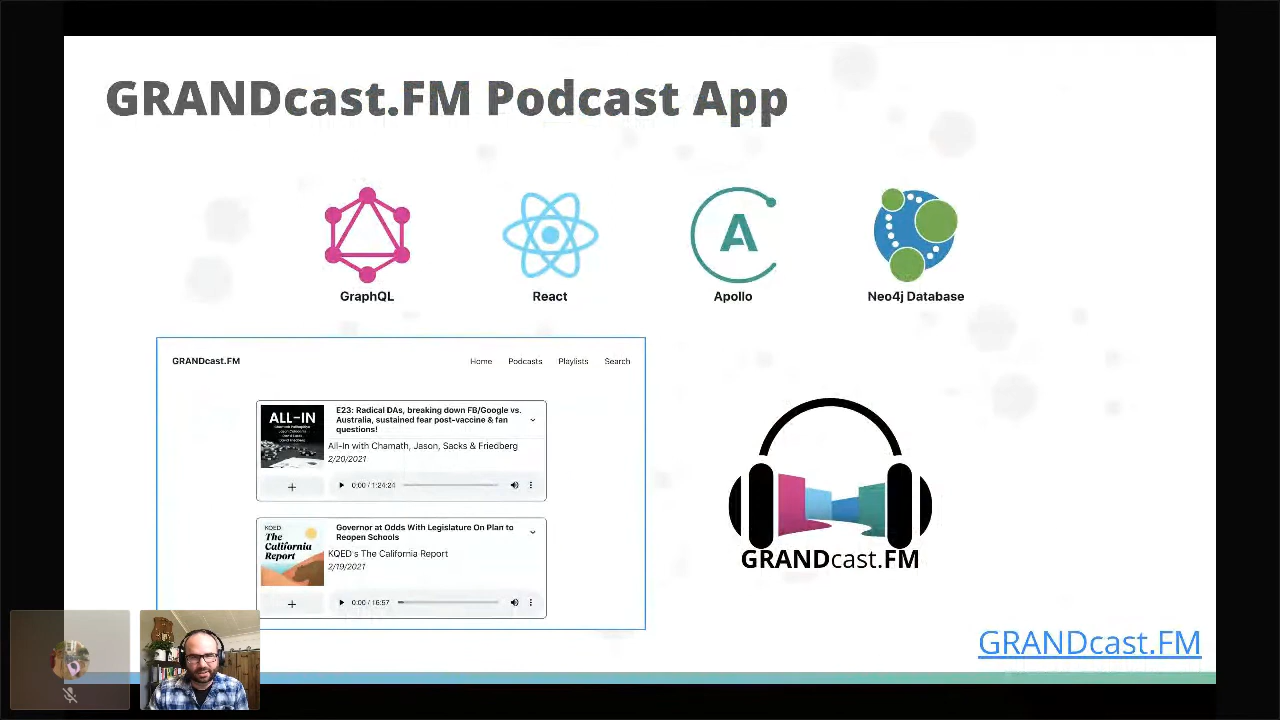 GRANDcast.FM Podcast App
GraphQL
React
A
Apollo
Neo4j Database
GRANDcast.FM
Home
Podcasts
Playlists
Search
ALL-IN
E23: Radical DAs, breaking down FB/Google vs.
Australia, sustained fear post-vaccine & fan
questions!
All-In with Chamath, Jason, Sacks & Friedberg
2/20/2021
+
0:00 / 1:24:24
KQED
The
California
Report
Governor at Odds With Legislature On Plan to
Reopen Schools
KQED's The California Report
2/19/2021
+
0:00 / 16:57
GRANDcast.FM
GRANDcast.FM